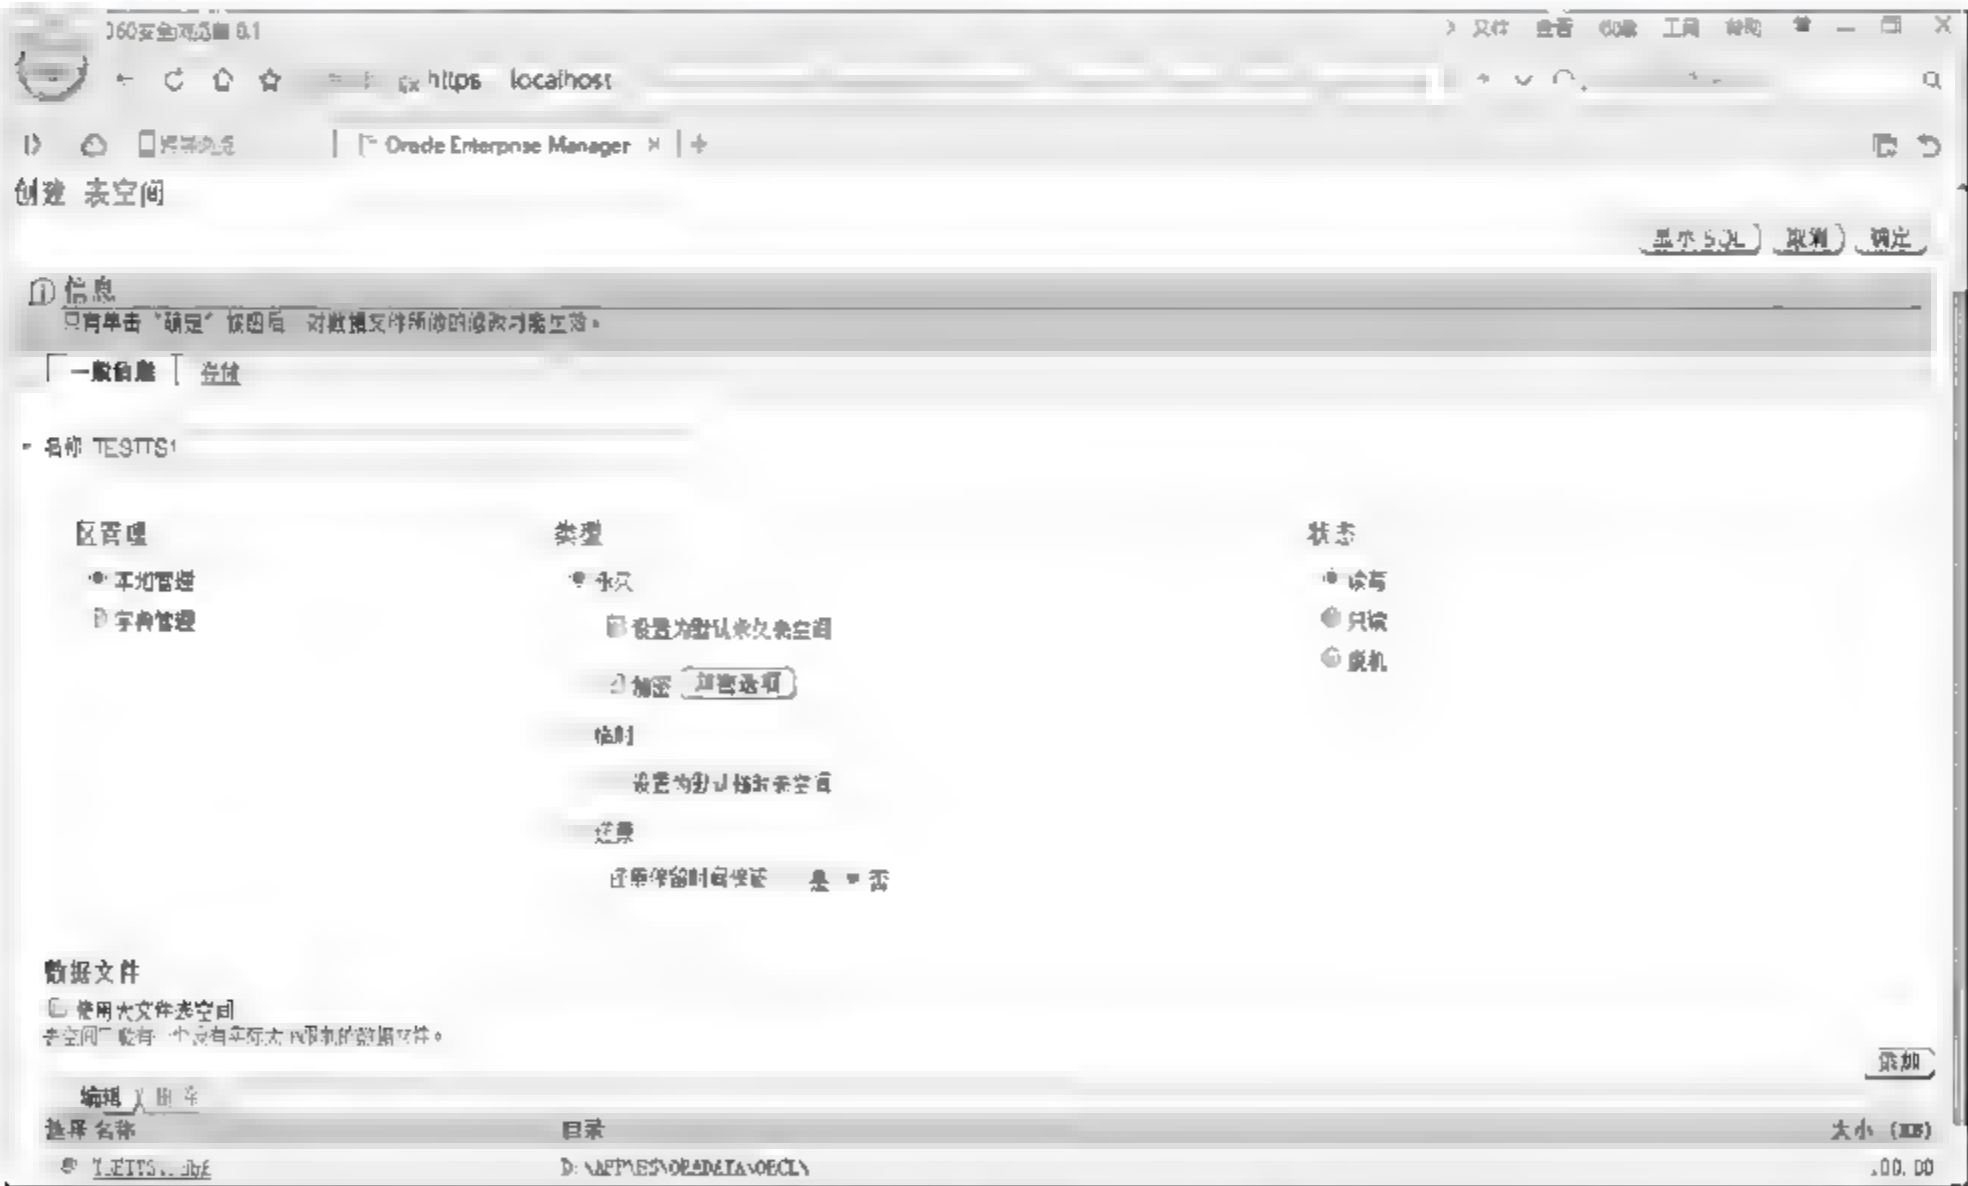 360安全浏览器 8.1 文件 查看 收藏 工具 帮助
https localhost
Oracle Enterprise Manager
创建 表空间
显示 SQL 取消 确定
信息
只有单击 "确定" 按钮后 对数据文件所做的修改才能生效。
一般信息 存储
名称 TESTTS1
区管理 类型 状态
本地管理 永久 读写
字典管理 设置为默认永久表空间 只读
加密 加密选项 脱机
临时
设置为默认临时表空间
还原
还原保留时间保证 是 否
数据文件
使用大文件表空间
表空间只能有一个没有实际大小限制的数据文件。
添加
编辑 删除
选择 名称 目录 大小 (MB)